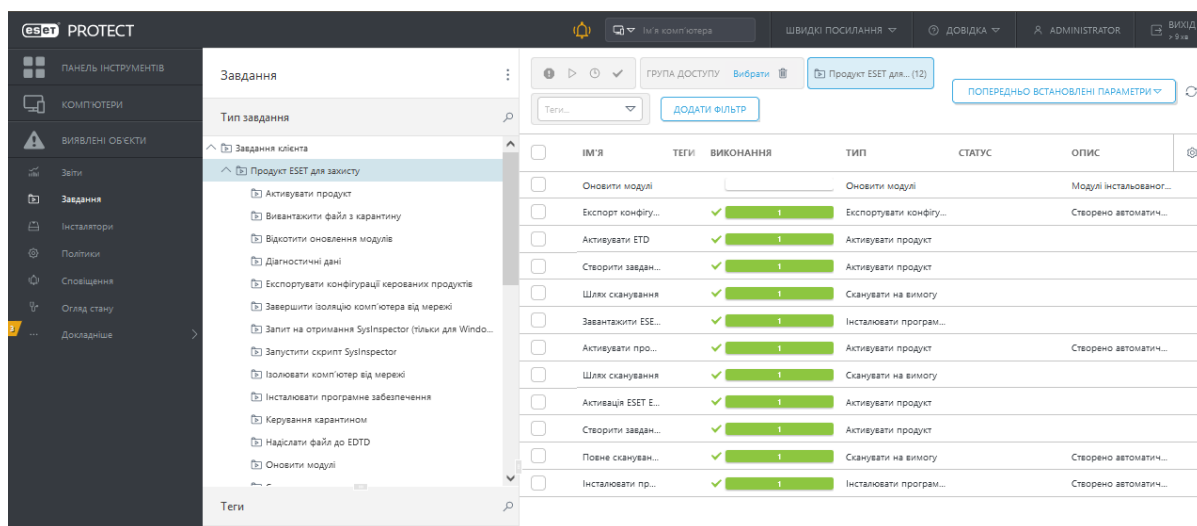 eset PROTECT
Ім'я комп'ютера
ШВИДКІ ПОСИЛАННЯ
ДОВІДКА
ADMINISTRATOR
ВИХІД
ПАНЕЛЬ ІНСТРУМЕНТІВ
КОМП'ЮТЕРИ
ВИЯВЛЕНІ ОБ'ЄКТИ
Звіти
Завдання
Інсталятори
Політики
Сповіщення
Огляд стану
Докладніше
Завдання
Тип завдання
Завдання клієнта
Продукт ESET для захисту
Активувати продукт
Вивантажити файл з карантину
Відкотити оновлення модулів
Діагностичні дані
Експортувати конфігурації керованих продуктів
Завершити ізоляцію комп'ютера від мережі
Запит на отримання SysInspector (тільки для Windo...
Запустити скрипт SysInspector
Ізолювати комп'ютер від мережі
Інсталювати програмне забезпечення
Керування карантином
Надіслати файл до EDTD
Оновити модулі
Теги
ГРУПА ДОСТУПУ Вибрати
Продукт ESET для... (12)
ПОПЕРЕДНЬО ВСТАНОВЛЕНІ ПАРАМЕТРИ
Теги...
ДОДАТИ ФІЛЬТР
ІМ'Я ТЕГИ ВИКОНАННЯ ТИП СТАТУС ОПИС
Оновити модулі Оновити модулі Модулі інстальованог...
Експорт конфігу... 1 Експортувати конфігу... Створено автоматич...
Активувати ETD 1 Активувати продукт
Створити завдан... 1 Активувати продукт
Шлях сканування 1 Сканувати на вимогу
Завантажити ESE... 1 Інсталювати програм...
Активувати про... 1 Активувати продукт Створено автоматич...
Шлях сканування 1 Сканувати на вимогу
Активація ESET E... 1 Активувати продукт
Створити завдан... 1 Активувати продукт
Повне скануван... 1 Сканувати на вимогу Створено автоматич...
Інсталювати пр... 1 Інсталювати програм... Створено автоматич...